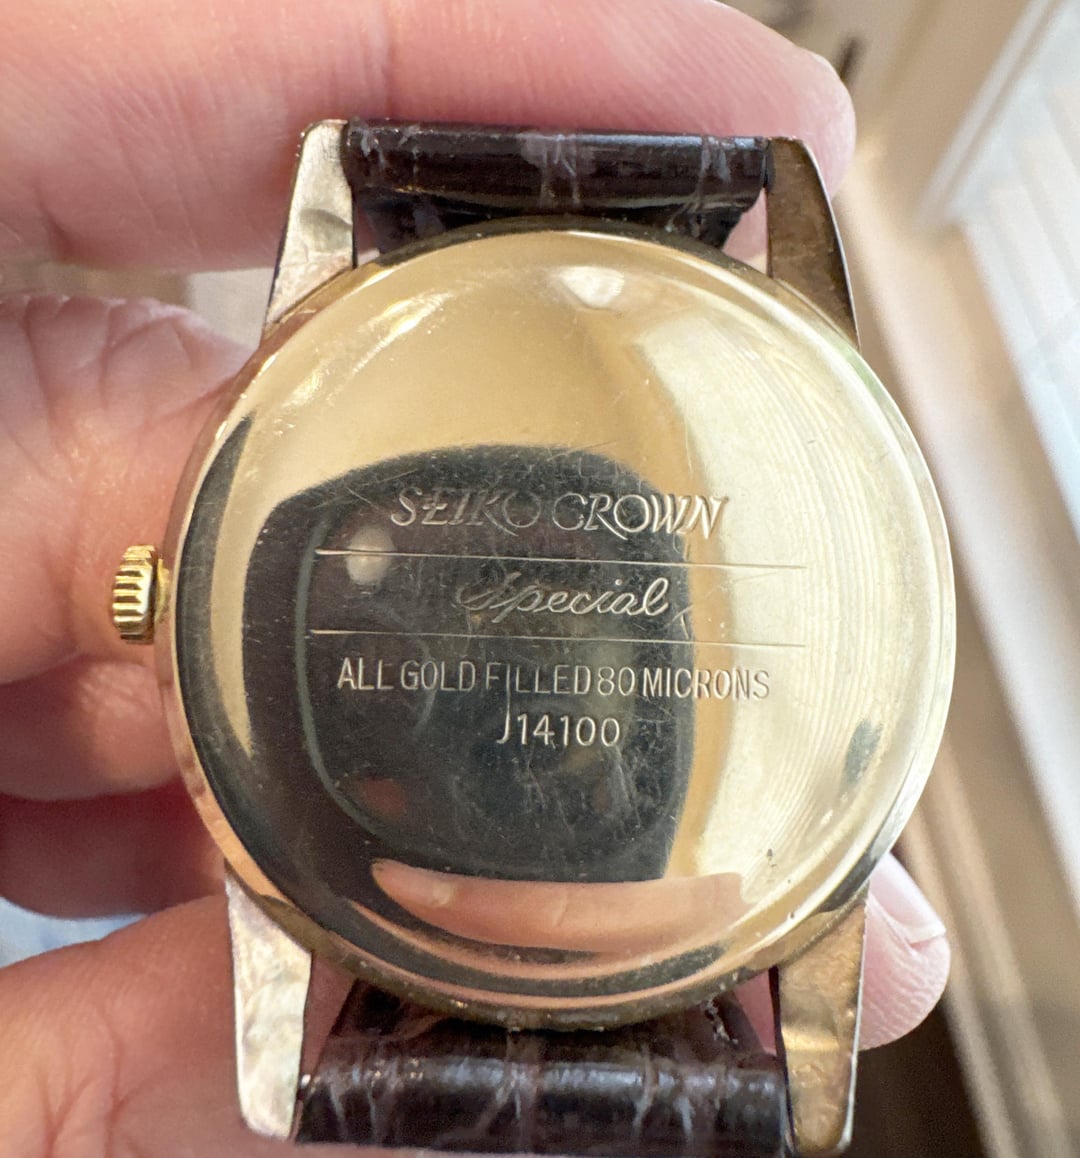 SEIKO CROWN
Special
ALL GOLD FILLED 80 MICRONS
J14100